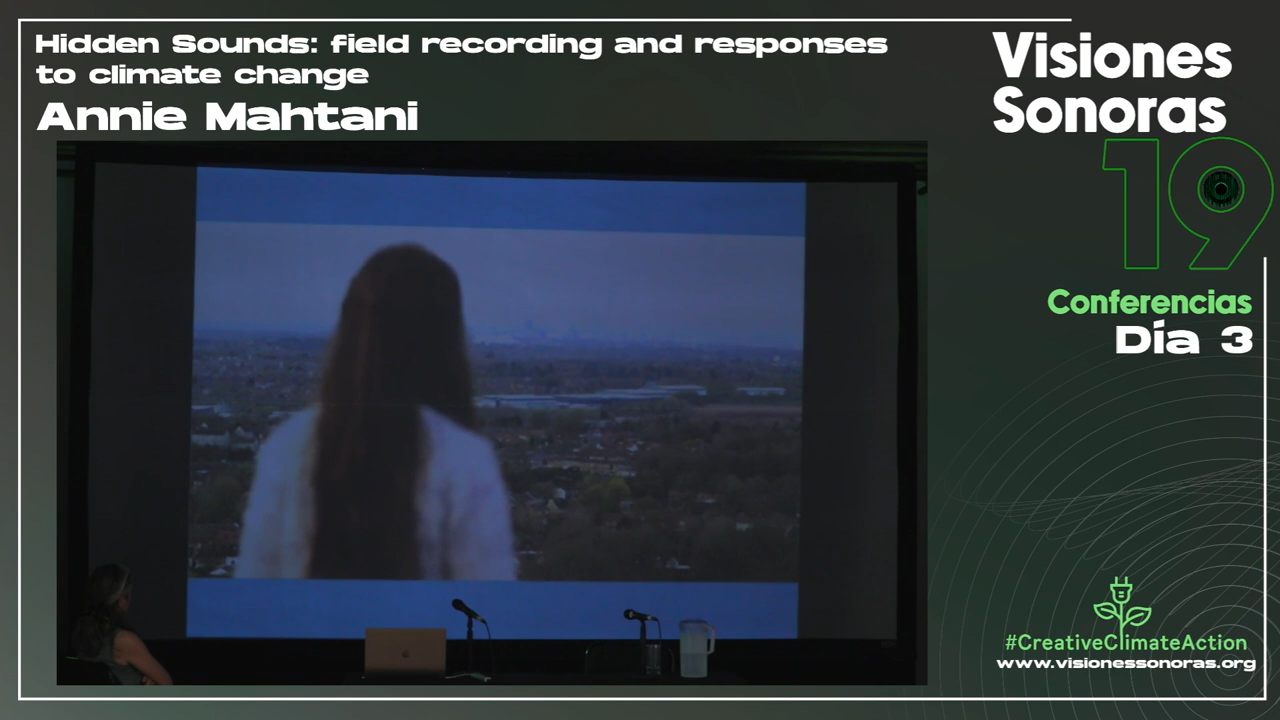 Hidden Sounds: field recording and responses
to climate change
Annie Mahtani
Visiones
Sonoras
19
Conferencias
Día 3
#CreativeClimateAction
www.visionessonoras.org